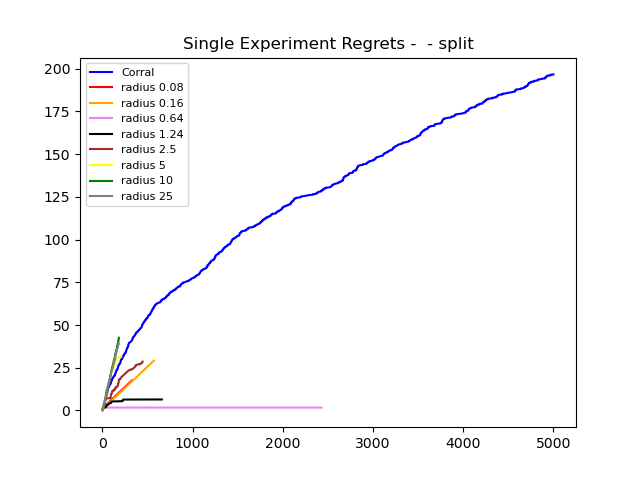 Single Experiment Regrets -  - split
Corral
radius 0.08
radius 0.16
radius 0.64
radius 1.24
radius 2.5
radius 5
radius 10
radius 25
200
175
150
125
100
75
50
25
0
0 1000 2000 3000 4000 5000